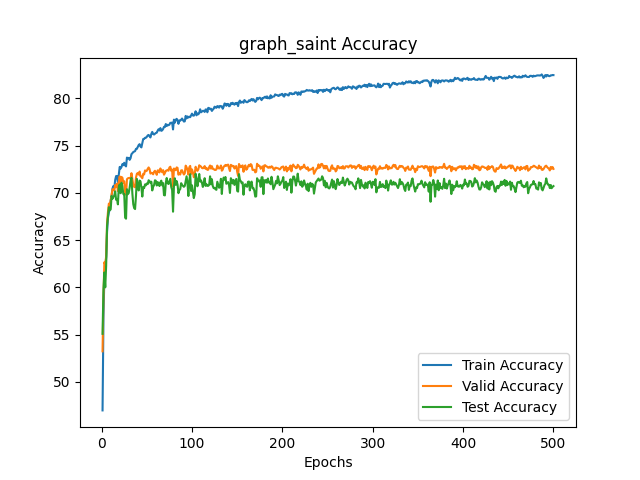 graph_saint Accuracy
Accuracy
80
75
70
65
60
55
50
0
100
200
300
400
500
Epochs
Train Accuracy
Valid Accuracy
Test Accuracy